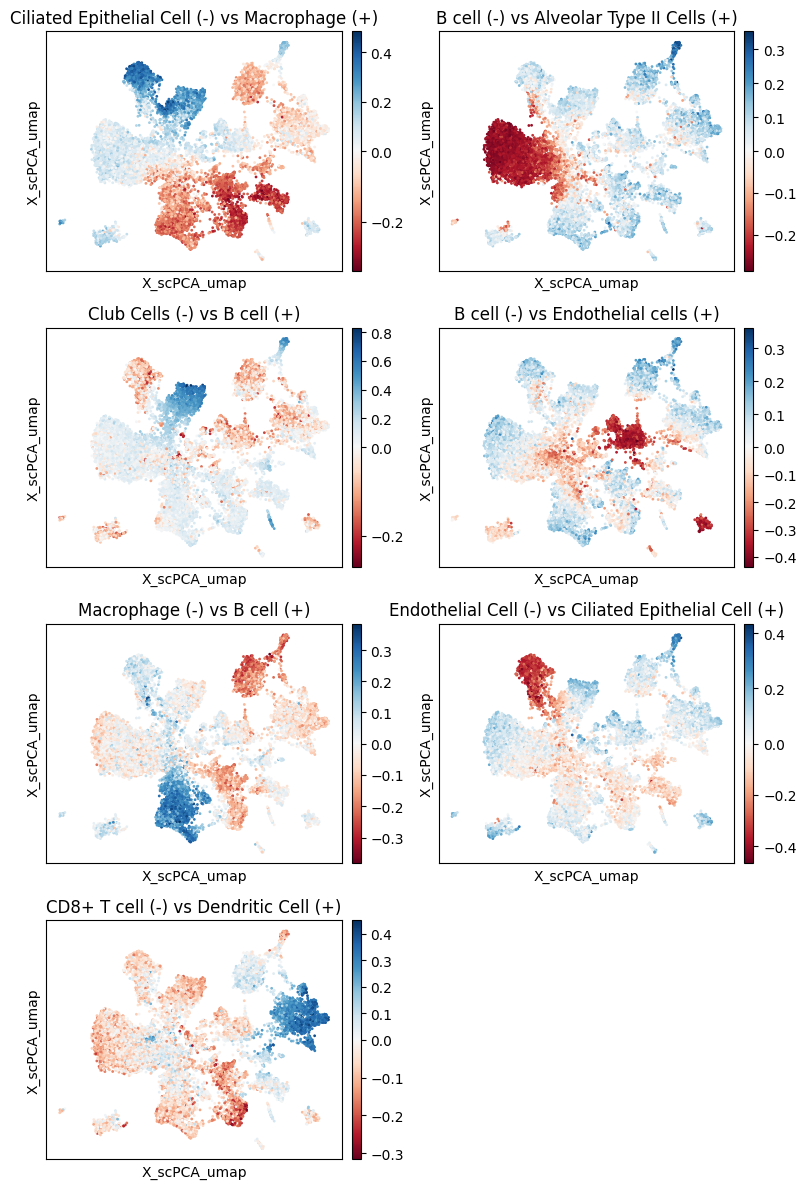 Ciliated Epithelial Cell (-) vs Macrophage (+)
X_scPCA_umap
X_scPCA_umap
0.4
0.2
0.0
−0.2
B cell (-) vs Alveolar Type II Cells (+)
X_scPCA_umap
X_scPCA_umap
0.3
0.2
0.1
0.0
−0.1
−0.2
Club Cells (-) vs B cell (+)
X_scPCA_umap
X_scPCA_umap
0.8
0.6
0.4
0.2
0.0
−0.2
B cell (-) vs Endothelial cells (+)
X_scPCA_umap
X_scPCA_umap
0.3
0.2
0.1
0.0
−0.1
−0.2
−0.3
−0.4
Macrophage (-) vs B cell (+)
X_scPCA_umap
X_scPCA_umap
0.3
0.2
0.1
0.0
−0.1
−0.2
−0.3
Endothelial Cell (-) vs Ciliated Epithelial Cell (+)
X_scPCA_umap
X_scPCA_umap
0.4
0.2
0.0
−0.2
−0.4
CD8+ T cell (-) vs Dendritic Cell (+)
X_scPCA_umap
X_scPCA_umap
0.4
0.3
0.2
0.1
0.0
−0.1
−0.2
−0.3